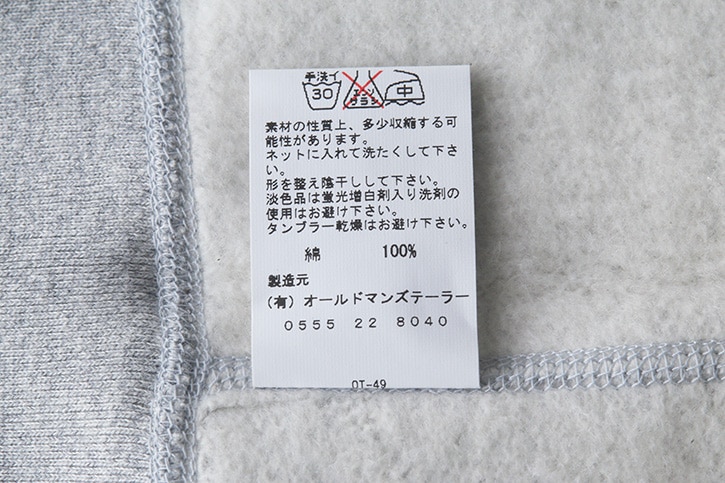 手洗イ
30 エンソ 中
サラシ
素材の性質上、多少収縮する可
能性があります。
ネットに入れて洗たくして下さ
い。
形を整え陰干しして下さい。
淡色品は蛍光増白剤入り洗剤の
使用はお避け下さい。
タンブラー乾燥はお避け下さい。
綿 100%
製造元
(有) オールドマンズテーラー
0555 22 8040
OT-49